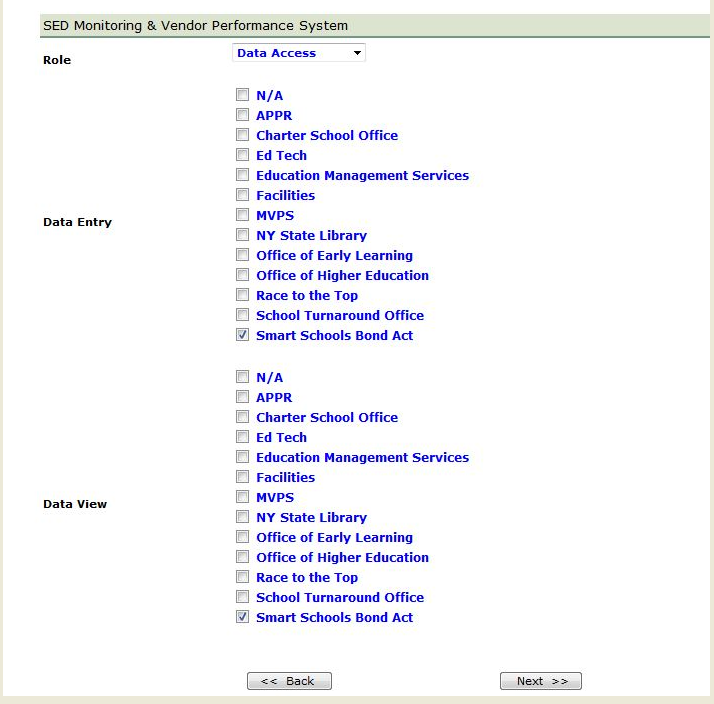 SED Monitoring & Vendor Performance System
Role
Data Access
Data Entry
N/A
APPR
Charter School Office
Ed Tech
Education Management Services
Facilities
MVPS
NY State Library
Office of Early Learning
Office of Higher Education
Race to the Top
School Turnaround Office
Smart Schools Bond Act
Data View
N/A
APPR
Charter School Office
Ed Tech
Education Management Services
Facilities
MVPS
NY State Library
Office of Early Learning
Office of Higher Education
Race to the Top
School Turnaround Office
Smart Schools Bond Act
<< Back
Next >>